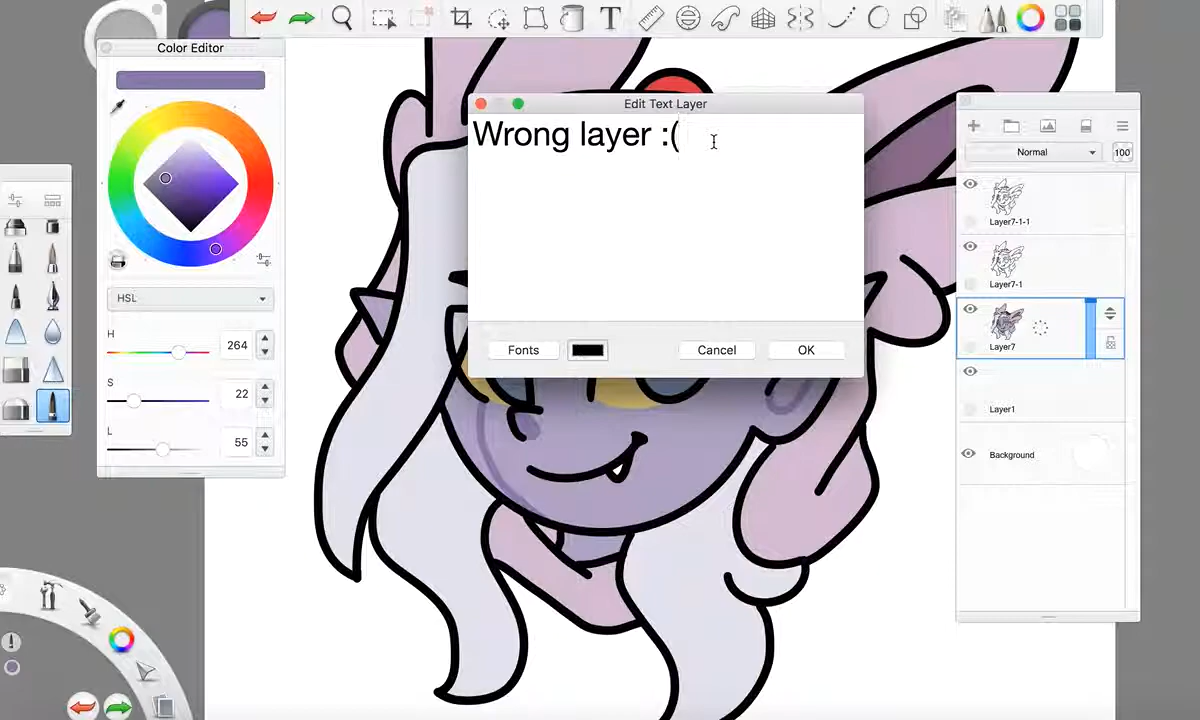 Color Editor
HSL
H
264
S
22
L
55
T
Edit Text Layer
Wrong layer :(
Fonts
Cancel
OK
Normal
100
Layer7-1-1
Layer7-1
Layer7
Layer1
Background